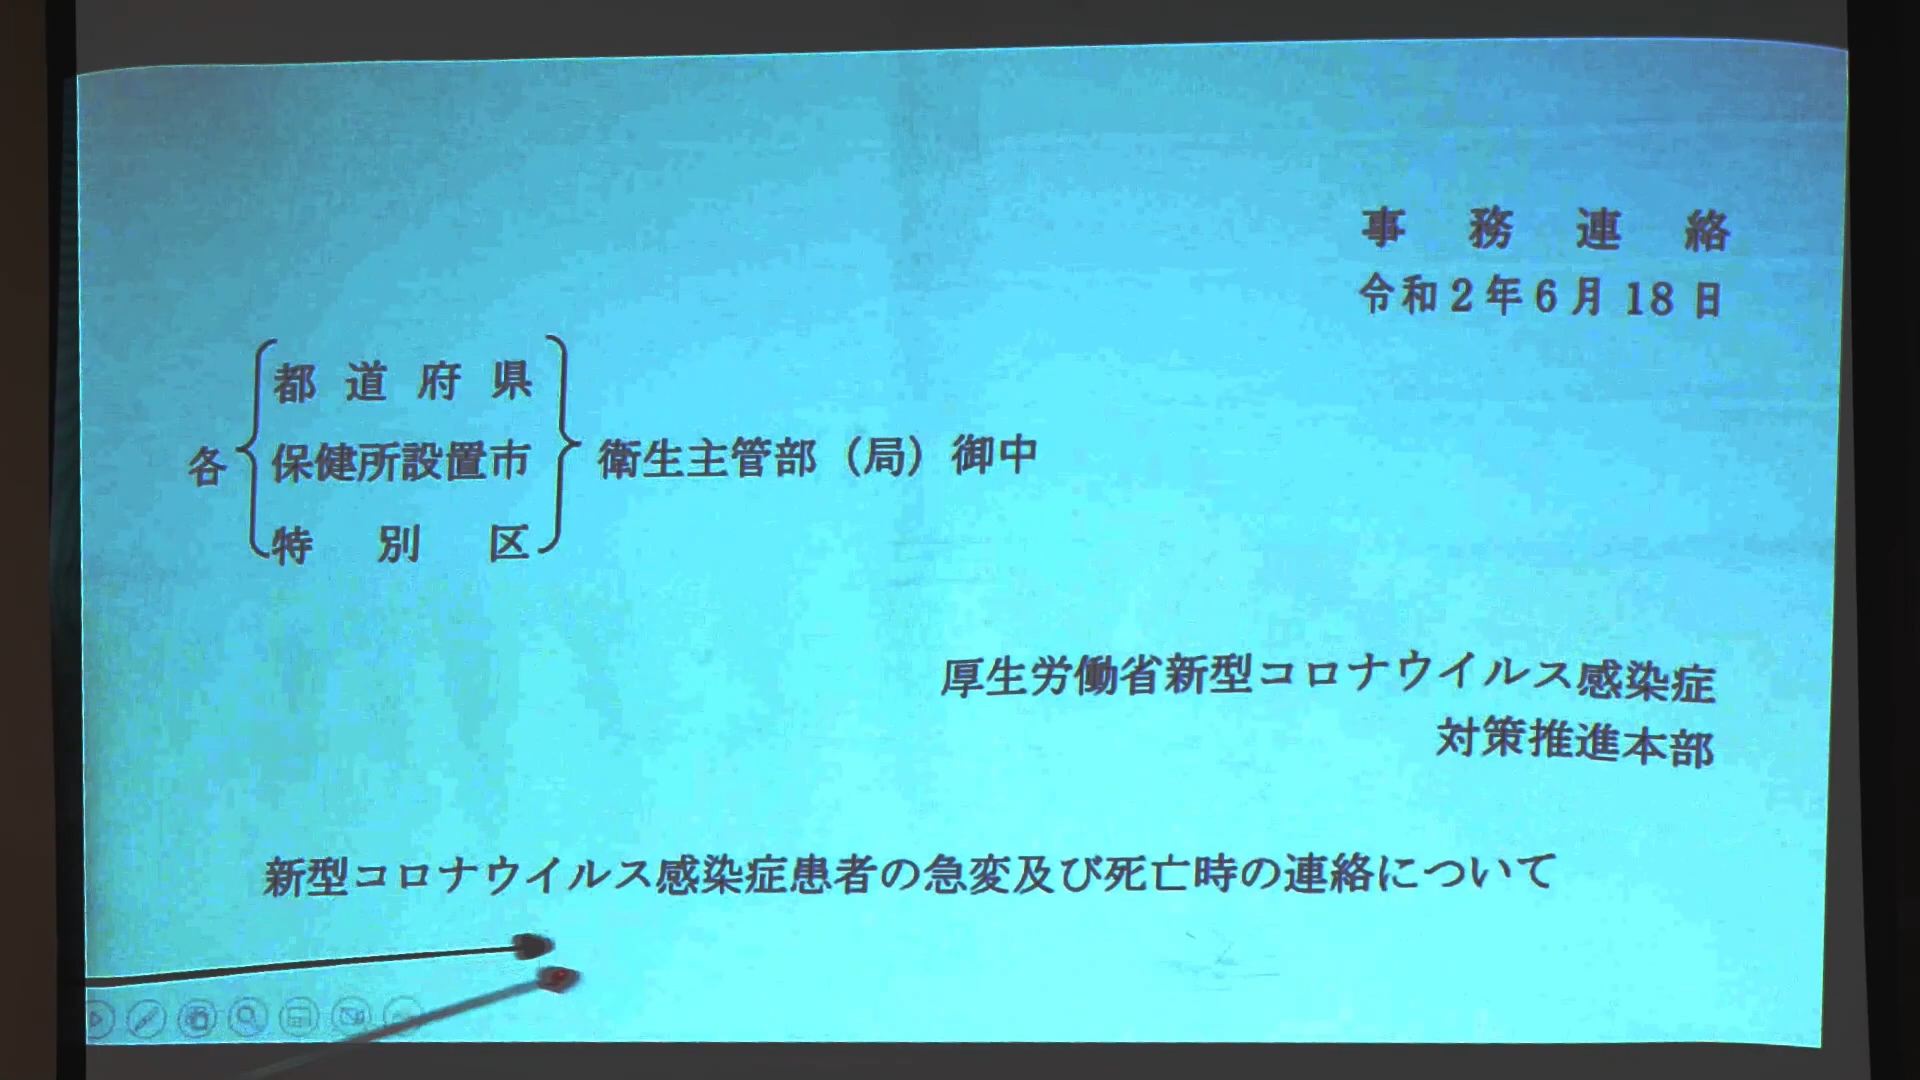 事務連絡
令和2年6月18日
都道府県
各 保健所設置市 衛生主管部（局）御中
特別区
厚生労働省新型コロナウイルス感染症
対策推進本部
新型コロナウイルス感染症患者の急変及び死亡時の連絡について